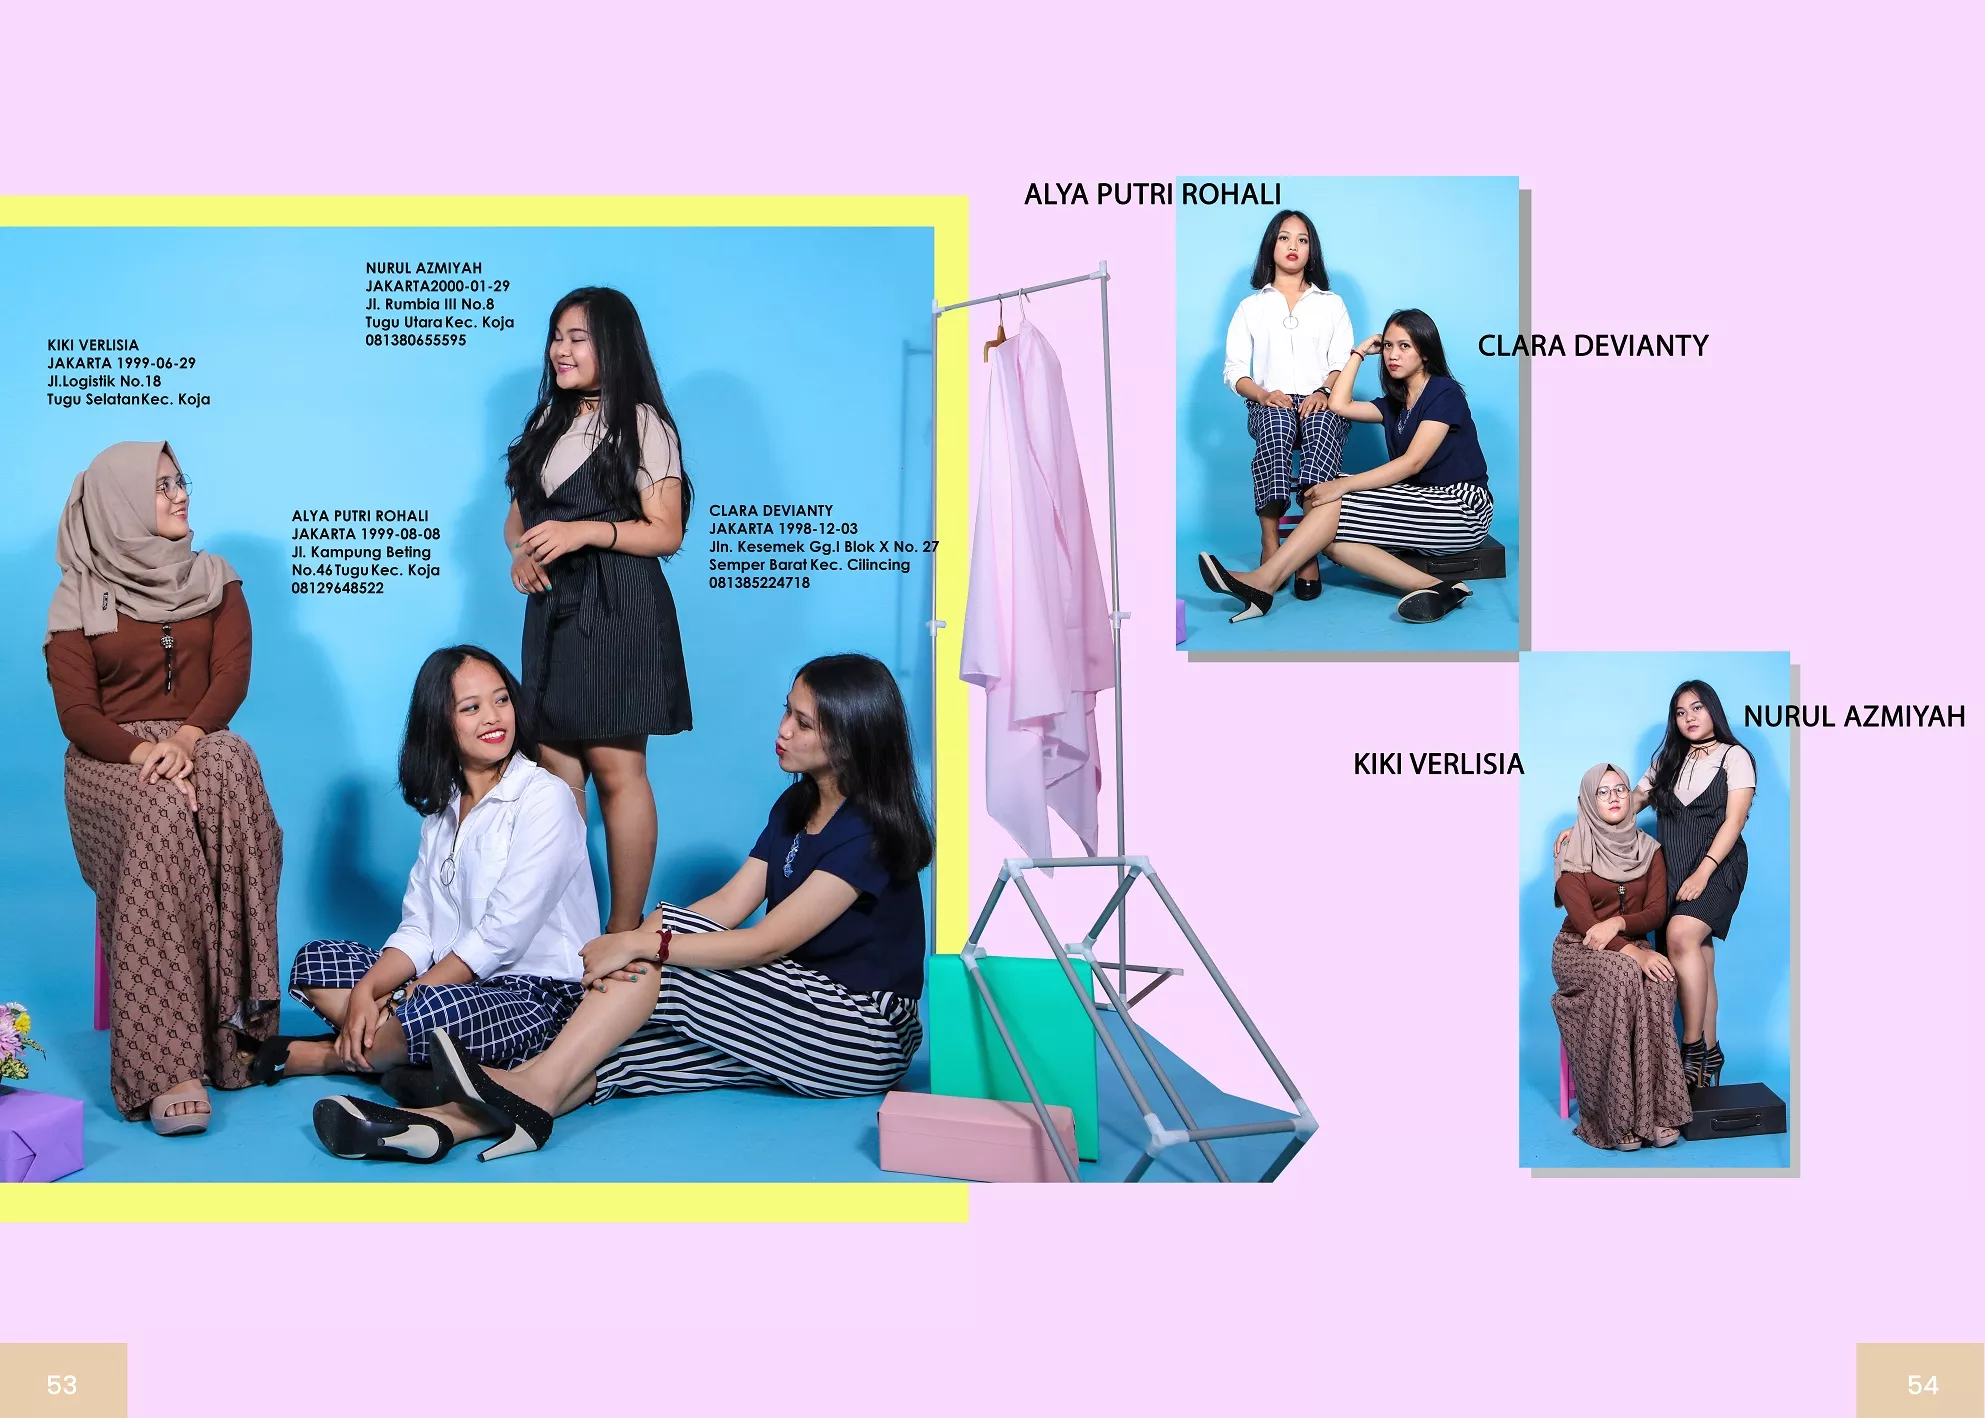 KIKI VERLISIA
JAKARTA 1999-06-29
Jl.Logistik No.18
Tugu SelatanKec. Koja
NURUL AZMIYAH
JAKARTA2000-01-29
Jl. Rumbia III No.8
Tugu Utara Kec. Koja
081380655595
ALYA PUTRI ROHALI
JAKARTA 1999-08-08
Jl. Kampung Beting
No.46 Tugu Kec. Koja
08129648522
CLARA DEVIANTY
JAKARTA 1998-12-03
Jln. Kesemek Gg.I Blok X No. 27
Semper Barat Kec. Cilincing
081385224718
ALYA PUTRI ROHALI
CLARA DEVIANTY
NURUL AZMIYAH
KIKI VERLISIA
53
54